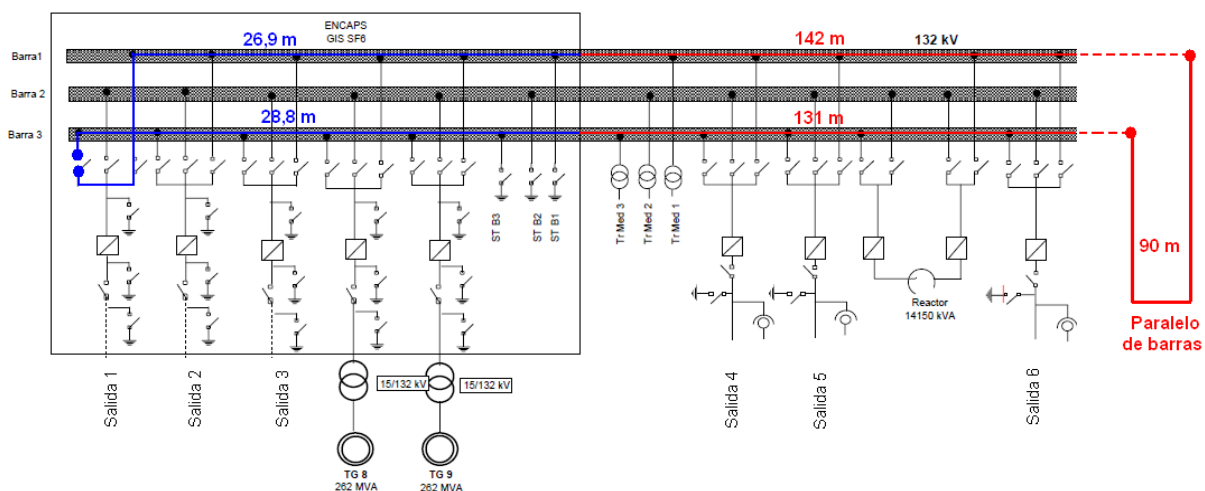 ENCAPS
GIS SF6
26,9 m
142 m
132 kV
Barra1
Barra 2
28,8 m
131 m
Barra 3
ST B3
ST B2
ST B1
Tr Med 3
Tr Med 2
Tr Med 1
90 m
Reactor
14150 kVA
Paralelo
de barras
Salida 1
Salida 2
Salida 3
15/132 kV
15/132 kV
Salida 4
Salida 5
Salida 6
TG 8
262 MVA
TG 9
262 MVA